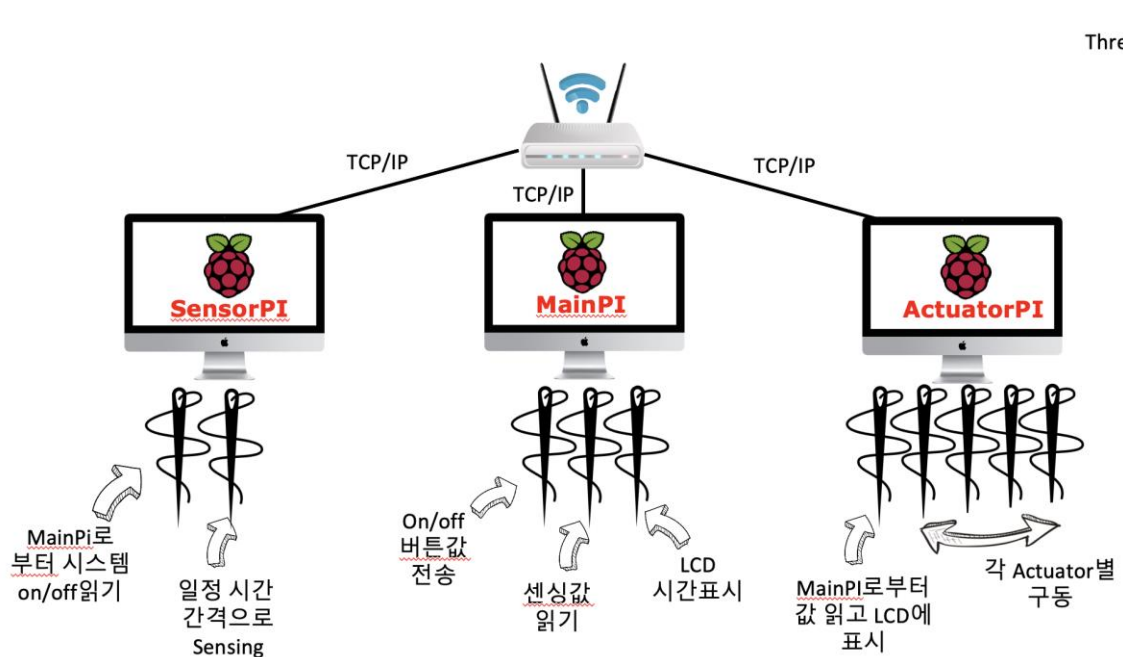 Thre
TCP/IP
TCP/IP
TCP/IP
SensorPI
MainPI
ActuatorPI
MainPi로
부터 시스템
on/off읽기
일정 시간
간격으로
Sensing
On/off
버튼값
전송
센싱값
읽기
LCD
시간표시
MainPI로부터
값 읽고 LCD에
표시
각 Actuator별
구동